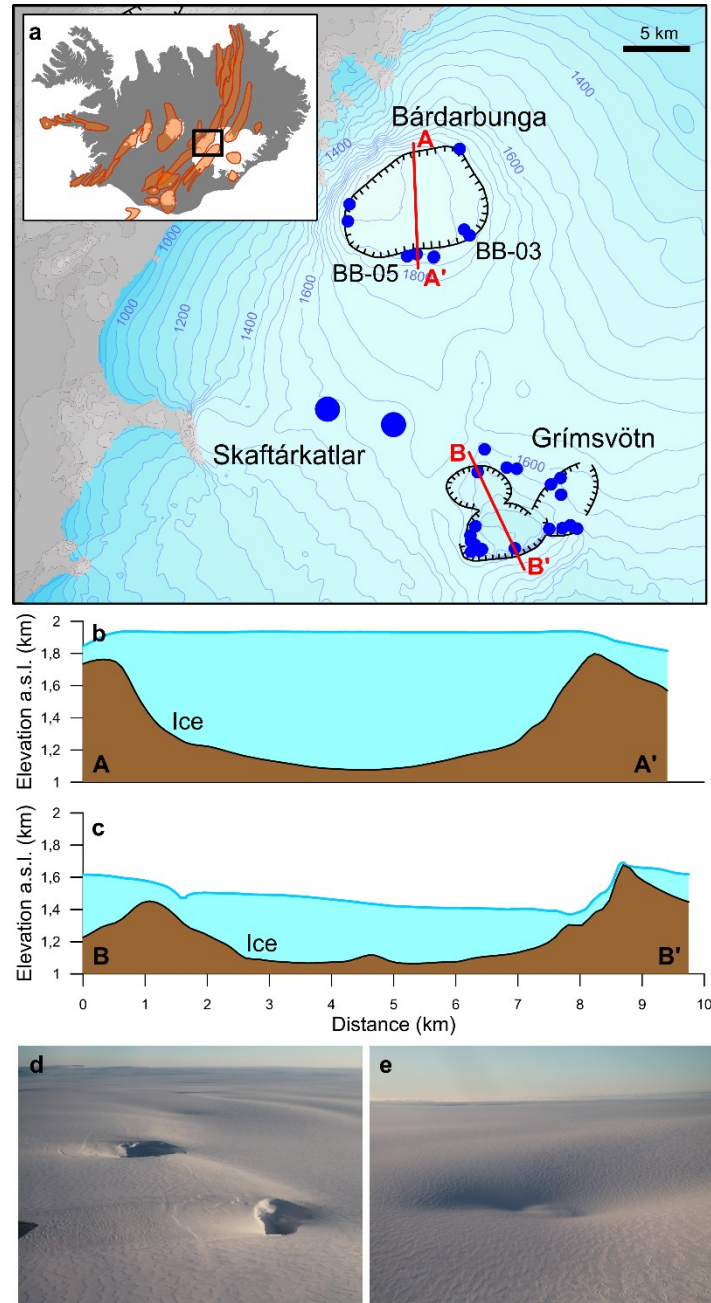 a
5 km
1400
Bárdarbunga
A
1400
1600
1000
BB-03
BB-05
A'
1800
1000
1200
1400
1600
Skaftárkatlar
Grímsvötn
B
1600
B'
b
2
1,8
1,6
1,4
1,2
1
Elevation a.s.l. (km)
Ice
A
A'
c
2
1,8
1,6
1,4
1,2
1
Elevation a.s.l. (km)
Ice
B
B'
0 1 2 3 4 5 6 7 8 9 10
Distance (km)
d
e